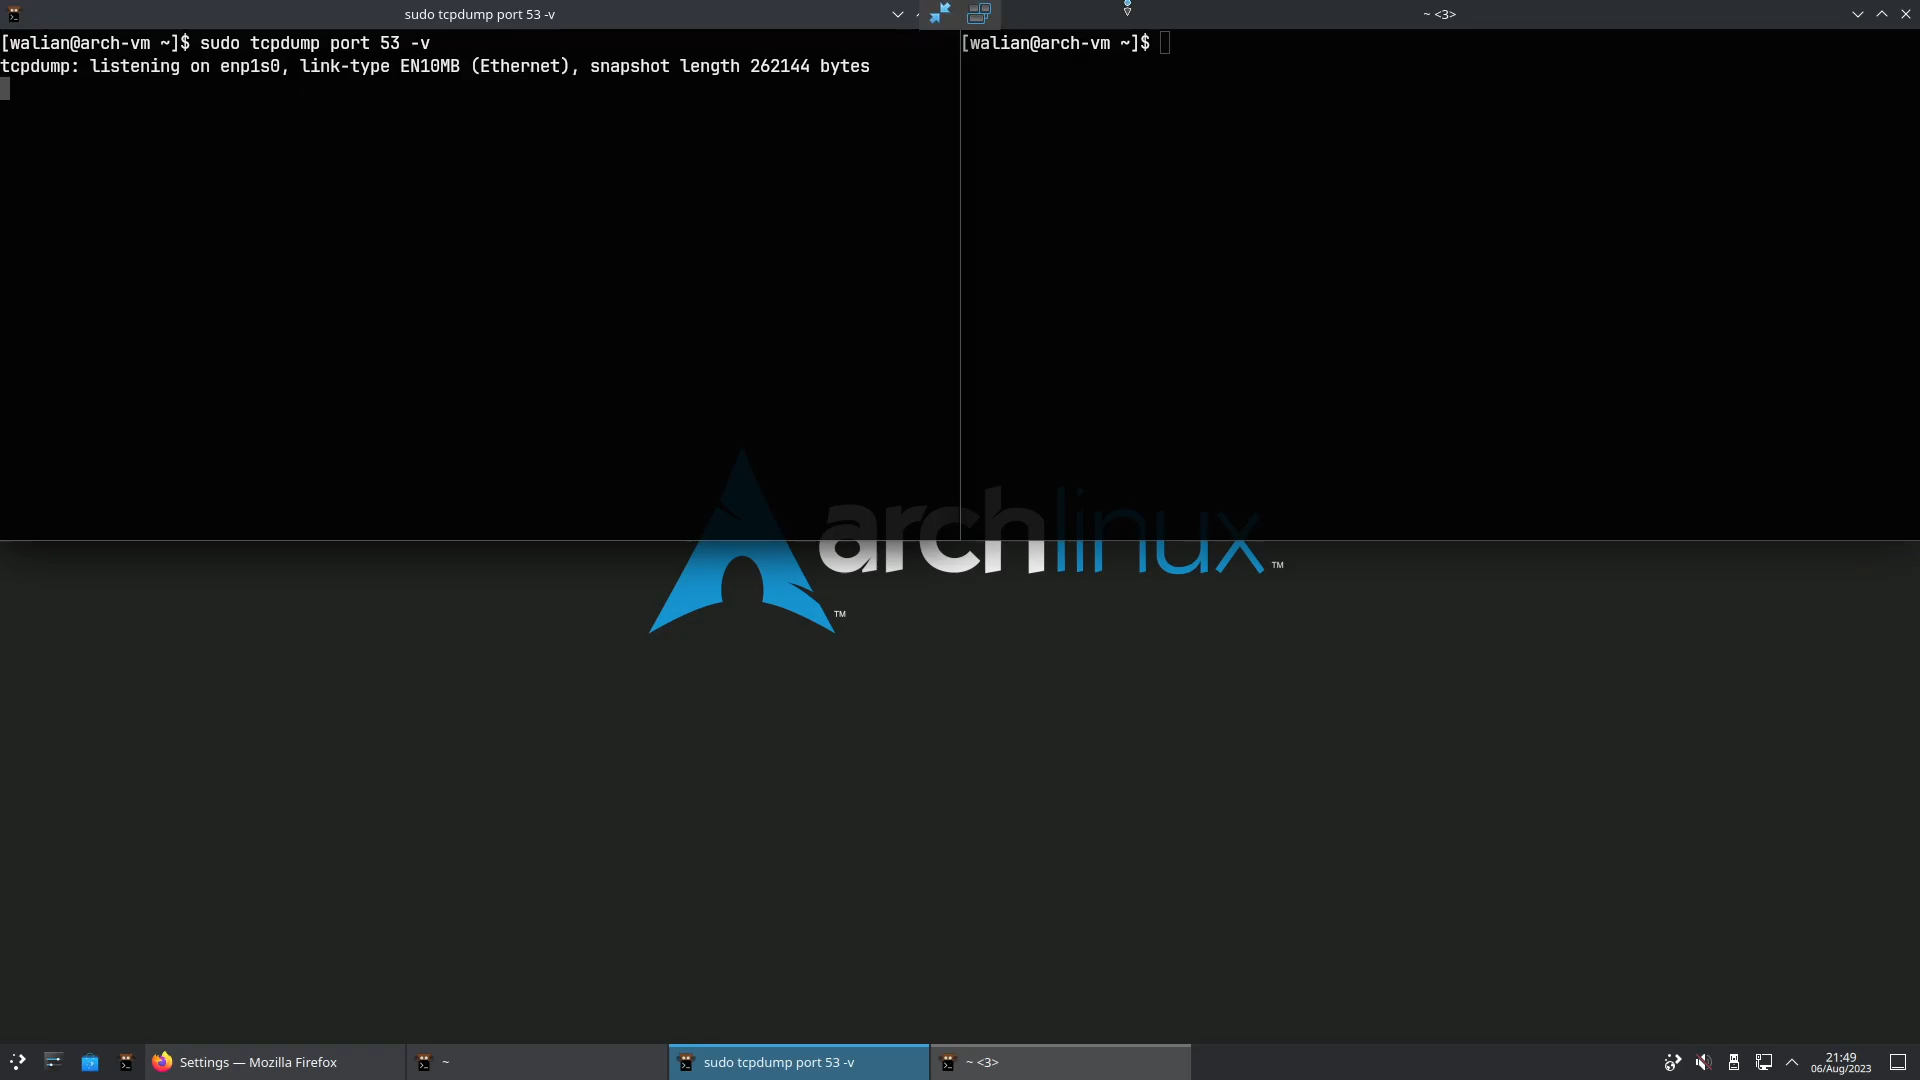 sudo tcpdump port 53 -v
~ <3>
[walian@arch-vm ~]$ sudo tcpdump port 53 -v
tcpdump: listening on enp1s0, link-type EN10MB (Ethernet), snapshot length 262144 bytes
[walian@arch-vm ~]$
archlinux™
™
Settings — Mozilla Firefox
~
sudo tcpdump port 53 -v
~ <3>
21:49
06/Aug/2023